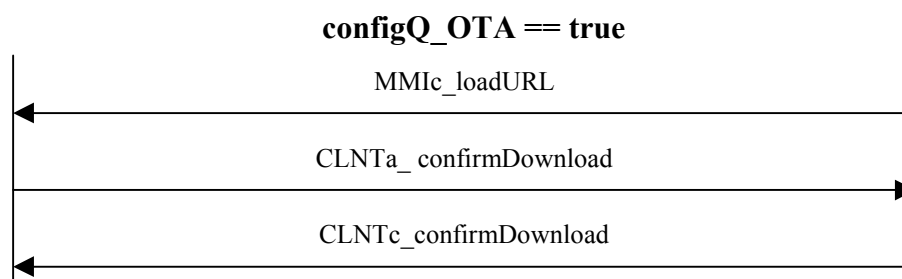 configQ_OTA == true
MMIc_loadURL
CLNTa_ confirmDownload
CLNTc_confirmDownload